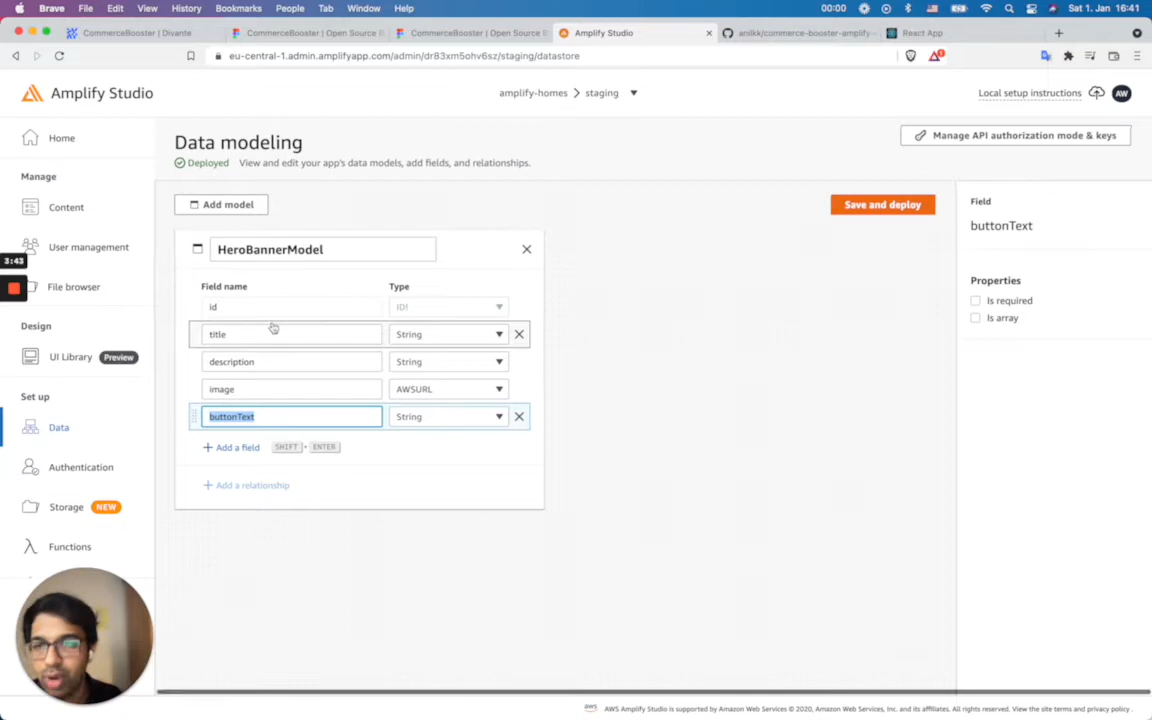 Brave File Edit View History Bookmarks People Tab Window Help 00:00 Sat 1. Jan 16:41
CommerceBooster | Divante CommerceBooster | Open Source CommerceBooster | Open Source Amplify Studio anilkk/commerce-booster-amplify- React App
eu-central-1.admin.amplifyapp.com/admin/dr83xm5ohv6sz/staging/datastore
Amplify Studio amplify-homes staging Local setup instructions AW
Home
Manage
Content
User management
File browser
3:43
Design
UI Library Preview
Set up
Data
Authentication
Storage NEW
Functions
Data modeling
Deployed View and edit your app's data models, add fields, and relationships.
Manage API authorization mode & keys
Add model
Save and deploy
HeroBannerModel
Field name Type
id ID!
title String
description String
image AWSURL
buttonText String
+ Add a field SHIFT + ENTER
+ Add a relationship
Field
buttonText
Properties
Is required
Is array
aws AWS Amplify Studio is supported by Amazon Web Services © 2020, Amazon Web Services, Inc. and its affiliates. All rights reserved. View the site terms and privacy policy .